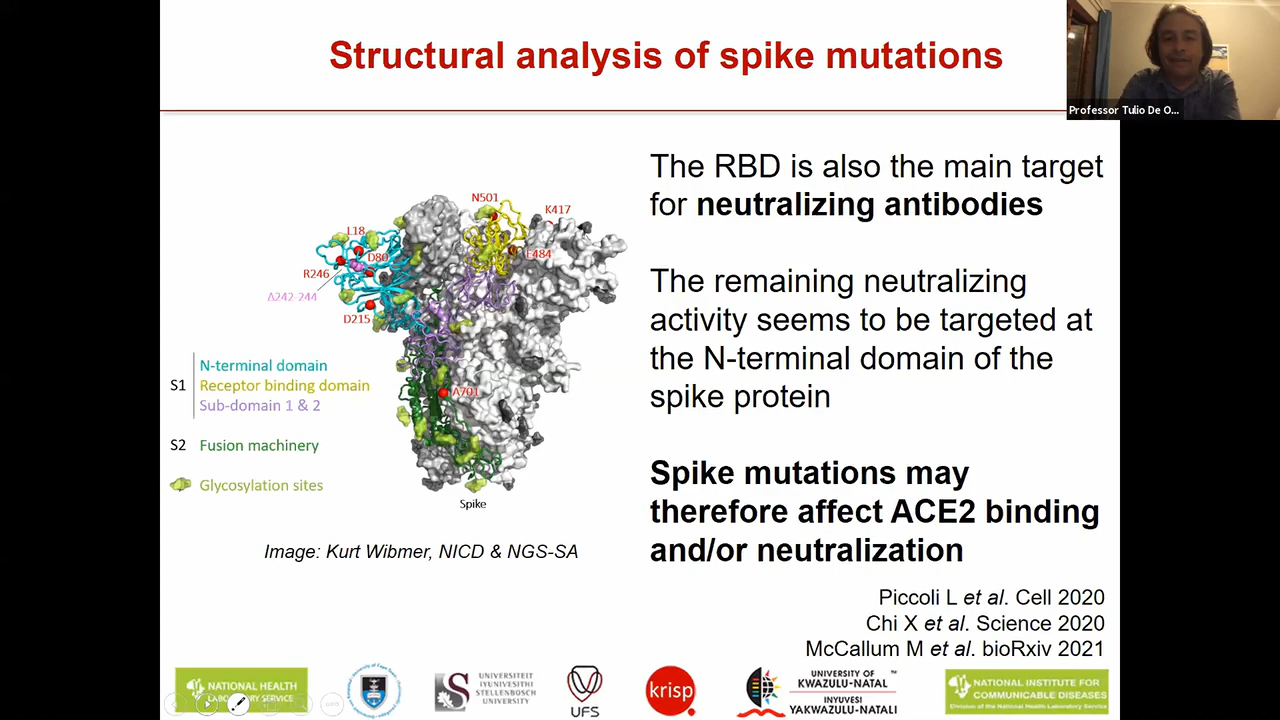 Structural analysis of spike mutations
Professor Tulio De O...
The RBD is also the main target
for neutralizing antibodies
The remaining neutralizing
activity seems to be targeted at
the N-terminal domain of the
spike protein
Spike mutations may
therefore affect ACE2 binding
and/or neutralization
N501
K417
L18
D80
E484
R246
Δ242-244
D215
A701
S1
N-terminal domain
Receptor binding domain
Sub-domain 1 & 2
S2
Fusion machinery
Glycosylation sites
Spike
Image: Kurt Wibmer, NICD & NGS-SA
Piccoli L et al. Cell 2020
Chi X et al. Science 2020
McCallum M et al. bioRxiv 2021
NATIONAL HEALTH
LABORATORY SERVICE
UNIVERSITEIT
IYUNIVESITHI
STELLENBOSCH
UNIVERSITY
UFS
krisp
UNIVERSITY OF
KWAZULU-NATAL
INYUVESI
YAKWAZULU-NATALI
NATIONAL INSTITUTE FOR
COMMUNICABLE DISEASES
Division of the National Health Laboratory Service